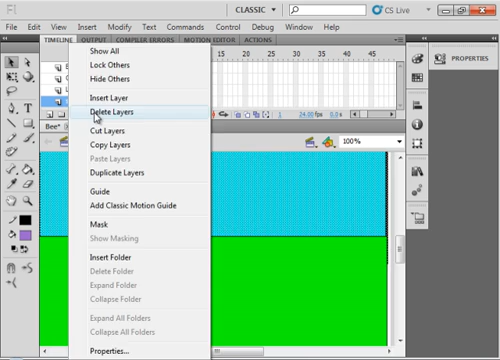 Fl
CLASSIC
CS Live
File Edit View Insert Modify Text Commands Control Debug Window Help
TIMELINE OUTPUT COMPILER ERRORS MOTION EDITOR ACTIONS
PROPERTIES
15 20 25 30 35 40 45
1 24.00 fps 0.0 s
Bee*
100%
Show All
Lock Others
Hide Others
Insert Layer
Delete Layers
Cut Layers
Copy Layers
Paste Layers
Duplicate Layers
Guide
Add Classic Motion Guide
Mask
Show Masking
Insert Folder
Delete Folder
Expand Folder
Collapse Folder
Expand All Folders
Collapse All Folders
Properties...